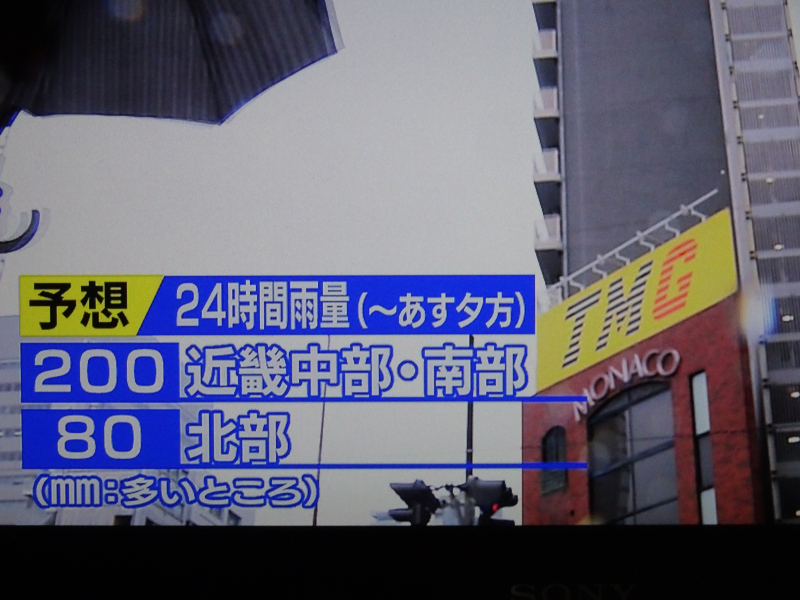 予想 24時間雨量(〜あす夕方)
200 近畿中部・南部
80 北部
(mm:多いところ)
TMG
MONACO
SONY